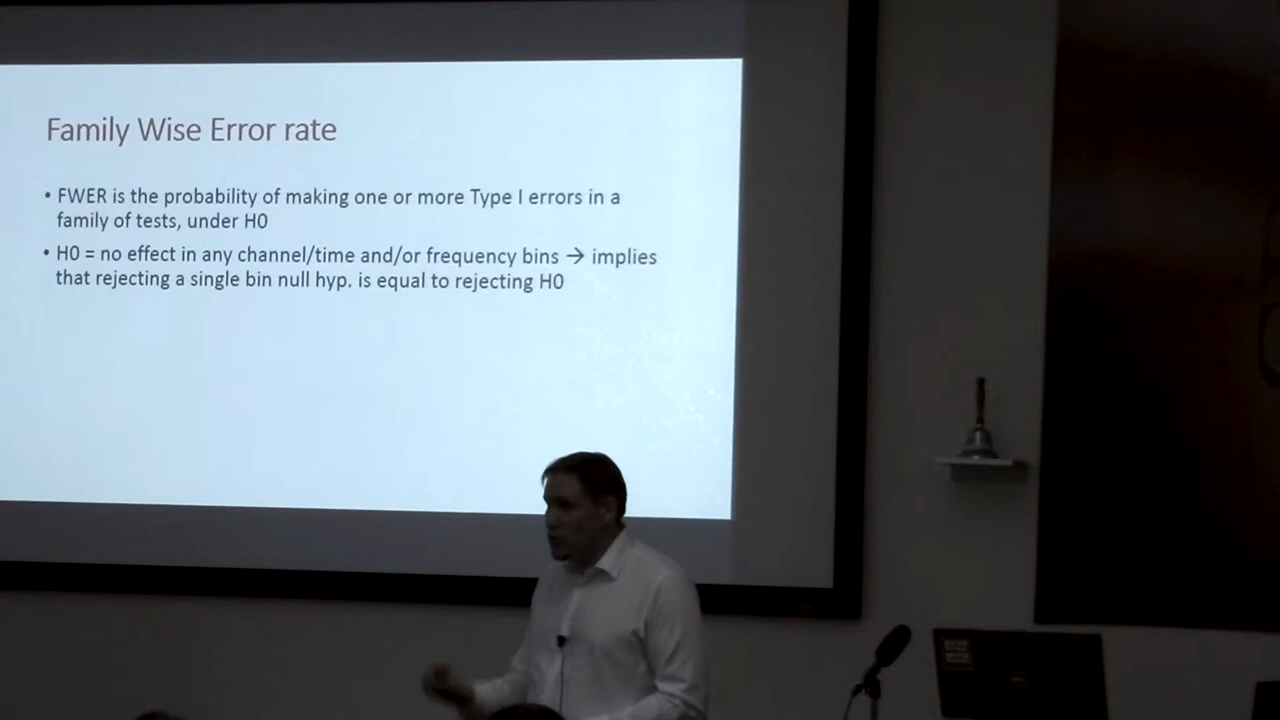 Family Wise Error rate
• FWER is the probability of making one or more Type I errors in a
family of tests, under H0
• H0 = no effect in any channel/time and/or frequency bins → implies
that rejecting a single bin null hyp. is equal to rejecting H0